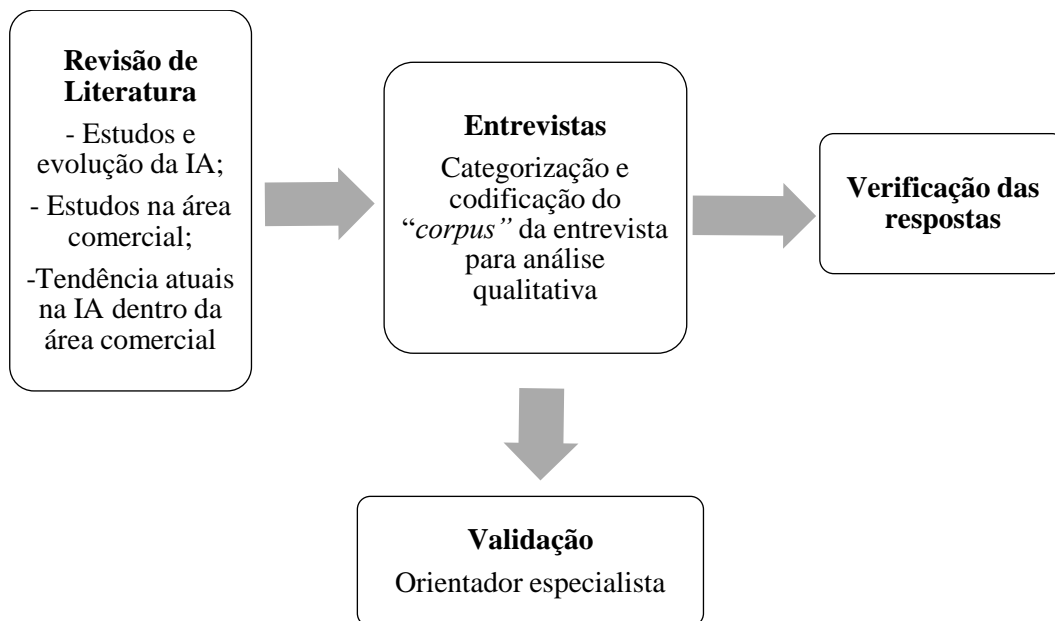 Revisão de
Literatura
- Estudos e
evolução da IA;
- Estudos na área
comercial;
-Tendência atuais
na IA dentro da
área comercial
Entrevistas
Categorização e
codificação do
“corpus” da entrevista
para análise
qualitativa
Verificação das
respostas
Validação
Orientador especialista